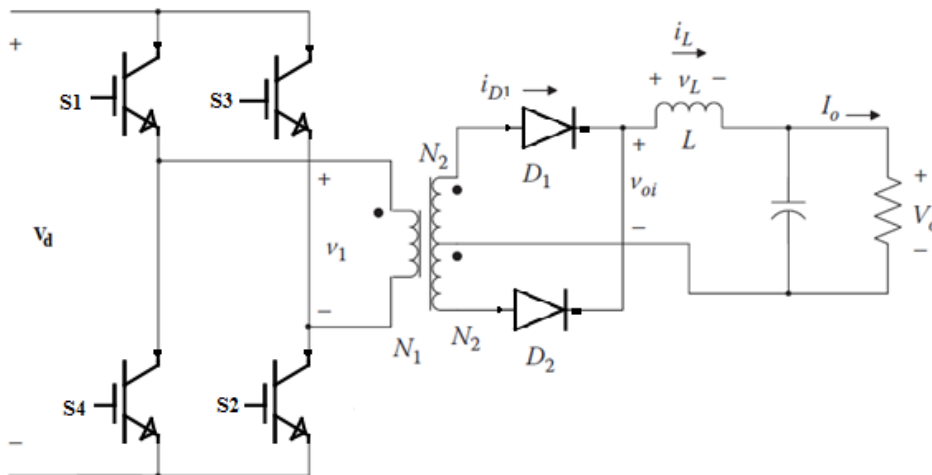 +
S1
S3
V_d
−
S4
S2
+
v_1
−
N_1
N_2
N_2
i_D1
D_1
D_2
+
v_oi
−
i_L
+ v_L −
L
I_o
+
−